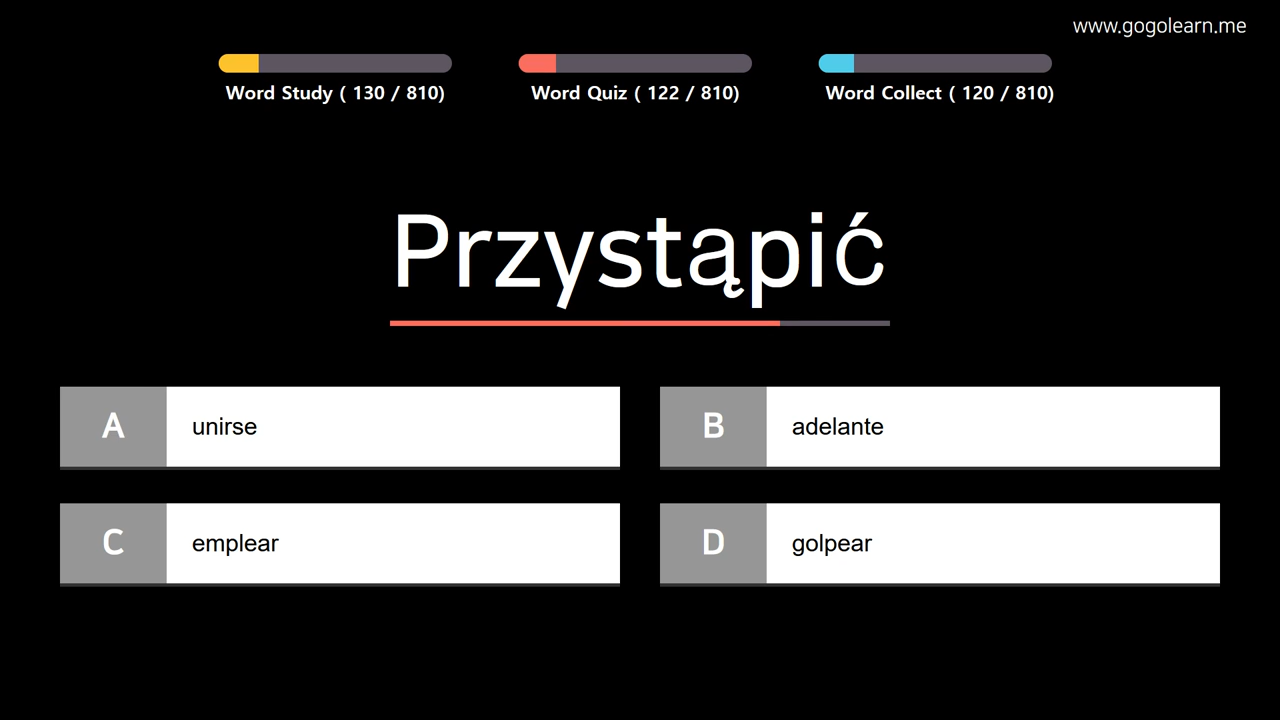 www.gogolearn.me
Word Study ( 130 / 810)
Word Quiz ( 122 / 810)
Word Collect ( 120 / 810)
Przystąpić
A unirse
B adelante
C emplear
D golpear